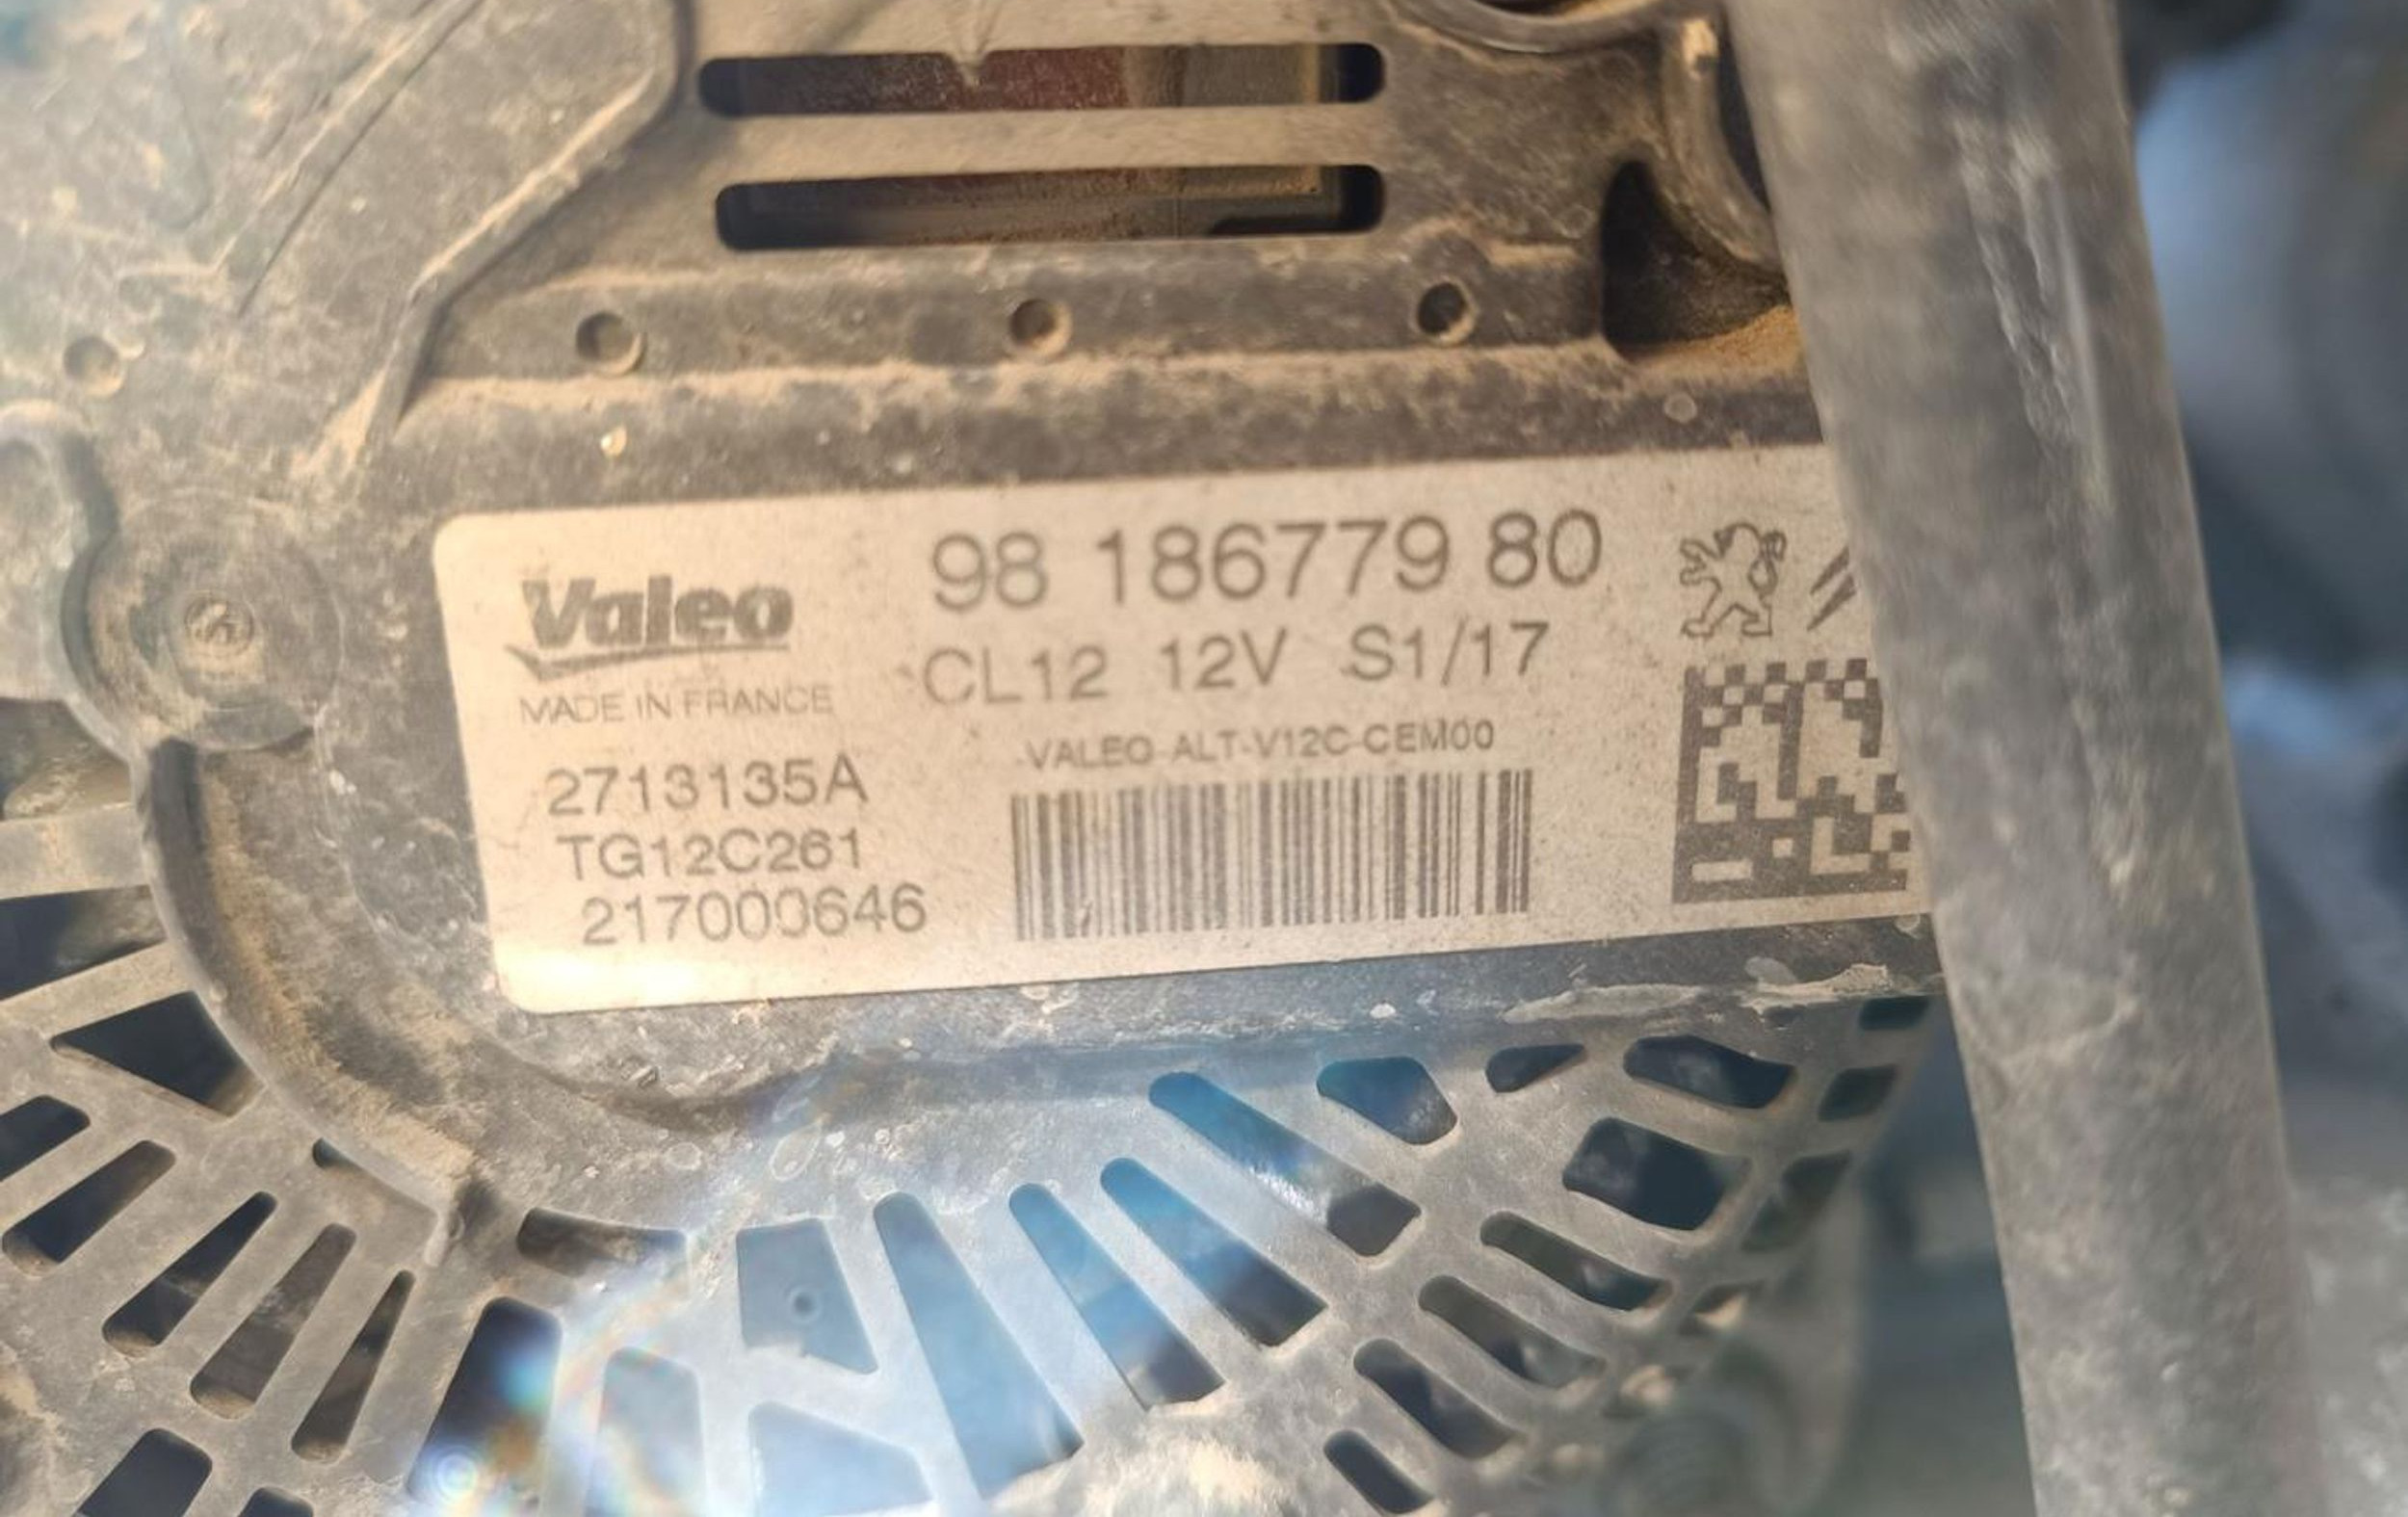 Valeo
MADE IN FRANCE
2713135A
TG12C261
217000646
98 186779 80
CL12 12V S1/17
VALEO-ALT-V12C-CEM00